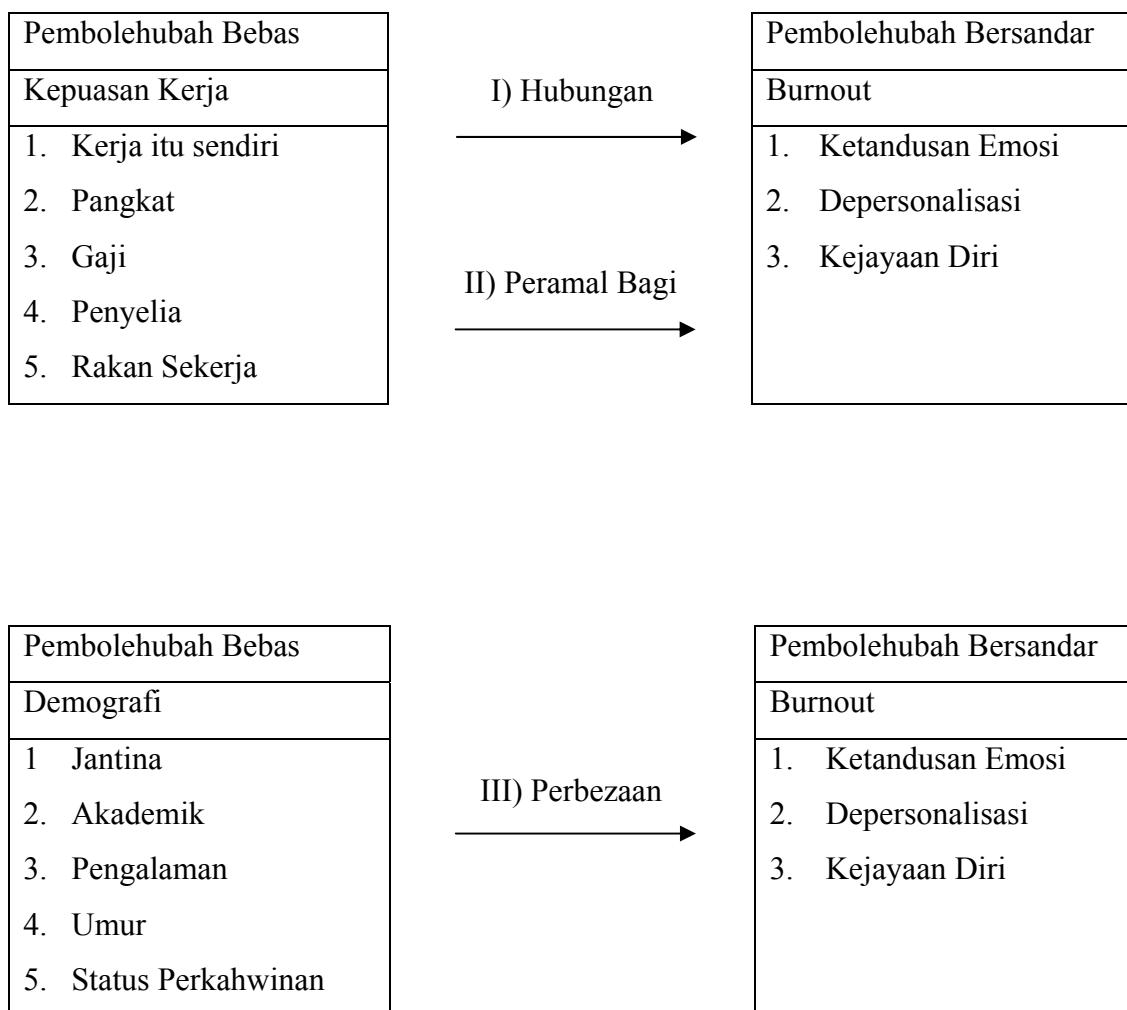 Pembolehubah Bebas
Kepuasan Kerja
1. Kerja itu sendiri
2. Pangkat
3. Gaji
4. Penyelia
5. Rakan Sekerja
I) Hubungan
II) Peramal Bagi
Pembolehubah Bersandar
Burnout
1. Ketandusan Emosi
2. Depersonalisasi
3. Kejayaan Diri
Pembolehubah Bebas
Demografi
1 Jantina
2. Akademik
3. Pengalaman
4. Umur
5. Status Perkahwinan
III) Perbezaan
Pembolehubah Bersandar
Burnout
1. Ketandusan Emosi
2. Depersonalisasi
3. Kejayaan Diri